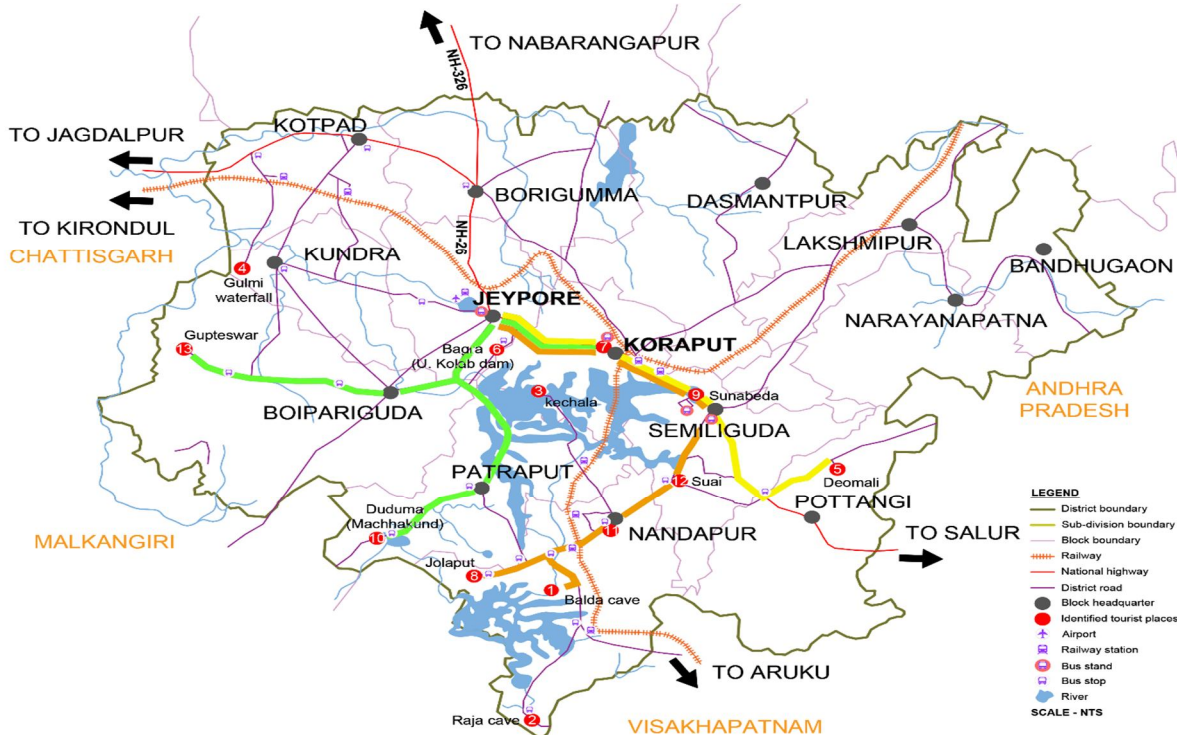 TO NABARANGAPUR
NH-326
TO JAGDALPUR
KOTPAD
BORIGUMMA
DASMANTPUR
TO KIRONDUL
CHATTISGARH
NH-26
KUNDRA
LAKSHMIPUR
BANDHUGAON
4
Gulmi
waterfall
JEYPORE
NARAYANAPATNA
Gupteswar
13
6
Bagra
(U. Kolab dam)
7
KORAPUT
3
kechala
9
Sunabeda
ANDHRA
PRADESH
BOIPARIGUDA
SEMILIGUDA
PATRAPUT
12
Suai
5
Deomali
POTTANGI
Duduma
(Machhakund)
10
11
NANDAPUR
TO SALUR
MALKANGIRI
Jolaput
8
1
Balda cave
TO ARUKU
Raja cave
2
VISAKHAPATNAM
LEGEND
District boundary
Sub-division boundary
Block boundary
Railway
National highway
District road
Block headquarter
Identified tourist places
Airport
Railway station
Bus stand
Bus stop
River
SCALE - NTS